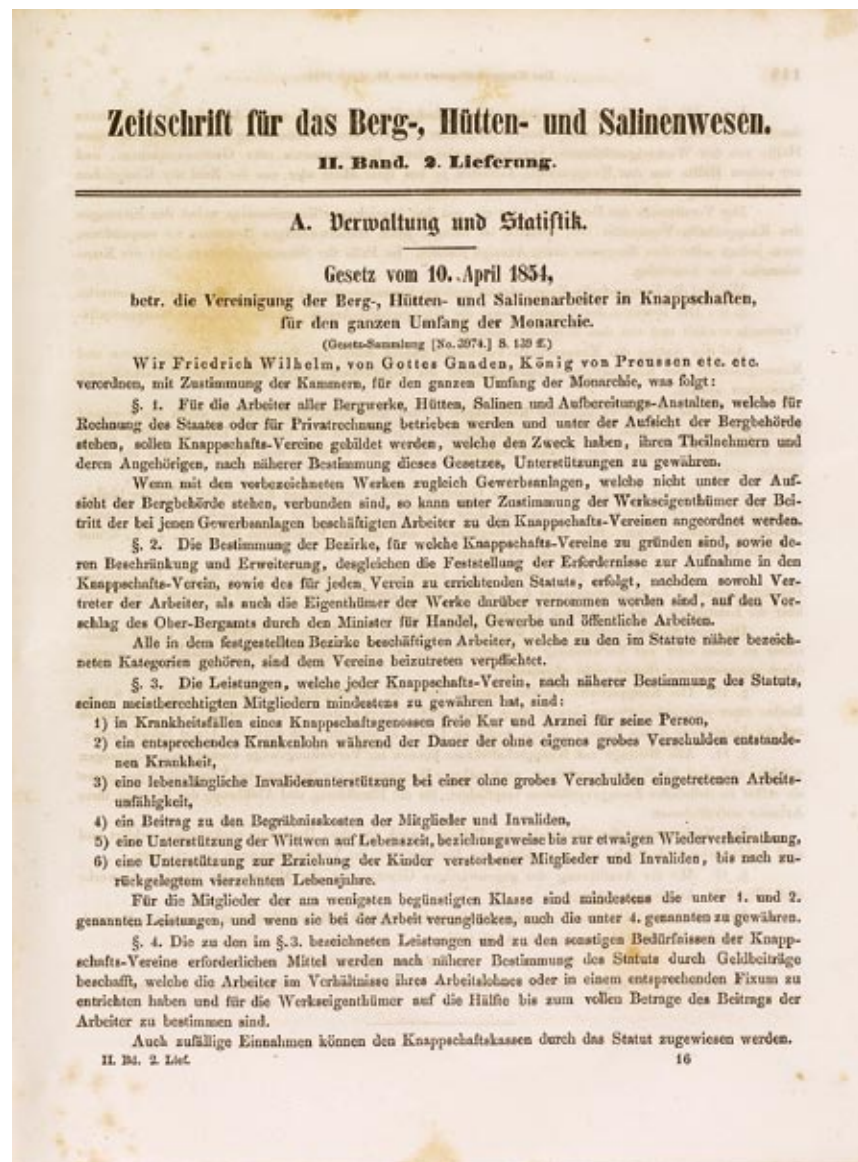 Zeitschrift für das Berg-, Hütten- und Salinenwesen.
II. Band. 2. Lieferung.
A. Verwaltung und Statistik.
Gesetz vom 10. April 1854,
betr. die Vereinigung der Berg-, Hütten- und Salinenarbeiter in Knappschaften,
für den ganzen Umfang der Monarchie.
(Gesetz-Sammlung [No. 3974.] S. 139 ff.)
Wir Friedrich Wilhelm, von Gottes Gnaden, König von Preussen etc. etc.
verordnen, mit Zustimmung der Kammern, für den ganzen Umfang der Monarchie, was folgt:
§. 1. Für die Arbeiter aller Bergwerke, Hütten, Salinen und Aufbereitungs-Anstalten, welche für
Rechnung des Staates oder für Privatrechnung betrieben werden und unter der Aufsicht der Bergbehörde
stehen, sollen Knappschafts-Vereine gebildet werden, welche den Zweck haben, ihren Theilnehmern und
deren Angehörigen, nach näherer Bestimmung dieses Gesetzes, Unterstützungen zu gewähren.
Wenn mit den vorbezeichneten Werken zugleich Gewerbsanlagen, welche nicht unter der Auf-
sicht der Bergbehörde stehen, verbunden sind, so kann unter Zustimmung der Werkseigenthümer der Bei-
tritt der bei jenen Gewerbsanlagen beschäftigten Arbeiter zu den Knappschafts-Vereinen angeordnet werden.
§. 2. Die Bestimmung der Bezirke, für welche Knappschafts-Vereine zu gründen sind, sowie de-
ren Beschränkung und Erweiterung, desgleichen die Feststellung der Erfordernisse zur Aufnahme in den
Knappschafts-Verein, sowie des für jeden Verein zu errichtenden Statuts, erfolgt, nachdem sowohl Ver-
treter der Arbeiter, als auch die Eigenthümer der Werke darüber vernommen worden sind, auf den Vor-
schlag des Ober-Bergamts durch den Minister für Handel, Gewerbe und öffentliche Arbeiten.
Alle in dem festgestellten Bezirke beschäftigten Arbeiter, welche zu den im Statute näher bezeich-
neten Kategorien gehören, sind dem Vereine beizutreten verpflichtet.
§. 3. Die Leistungen, welche jeder Knappschafts-Verein, nach näherer Bestimmung des Statuts,
seinen meistberechtigten Mitgliedern mindestens zu gewähren hat, sind:
1) in Krankheitsfällen eines Knappschaftsgenossen freie Kur und Arznei für seine Person,
2) ein entsprechendes Krankenlohn während der Dauer der ohne eigenes grobes Verschulden entstande-
nen Krankheit,
3) eine lebenslängliche Invalidenunterstützung bei einer ohne grobes Verschulden eingetretenen Arbeits-
unfähigkeit,
4) ein Beitrag zu den Begräbnisskosten der Mitglieder und Invaliden,
5) eine Unterstützung der Wittwen auf Lebenszeit, beziehungsweise bis zur etwaigen Wiederverheirathung,
6) eine Unterstützung zur Erziehung der Kinder verstorbener Mitglieder und Invaliden, bis nach zu-
rückgelegtem vierzehnten Lebensjahre.
Für die Mitglieder der am wenigsten begünstigten Klasse sind mindestens die unter 1. und 2.
genannten Leistungen, und wenn sie bei der Arbeit verunglücken, auch die unter 4. genannten zu gewähren.
§. 4. Die zu den im §. 3. bezeichneten Leistungen und zu den sonstigen Bedürfnissen der Knapp-
schafts-Vereine erforderlichen Mittel werden nach näherer Bestimmung des Statuts durch Geldbeiträge
beschafft, welche die Arbeiter im Verhältnisse ihres Arbeitslohnes oder in einem entsprechenden Fixum zu
entrichten haben und für die Werkseigenthümer auf die Hälfte bis zum vollen Betrage des Beitrags der
Arbeiter zu bestimmen sind.
Auch zufällige Einnahmen können den Knappschaftskassen durch das Statut zugewiesen werden.
II. Bd. 2. Lief. 16